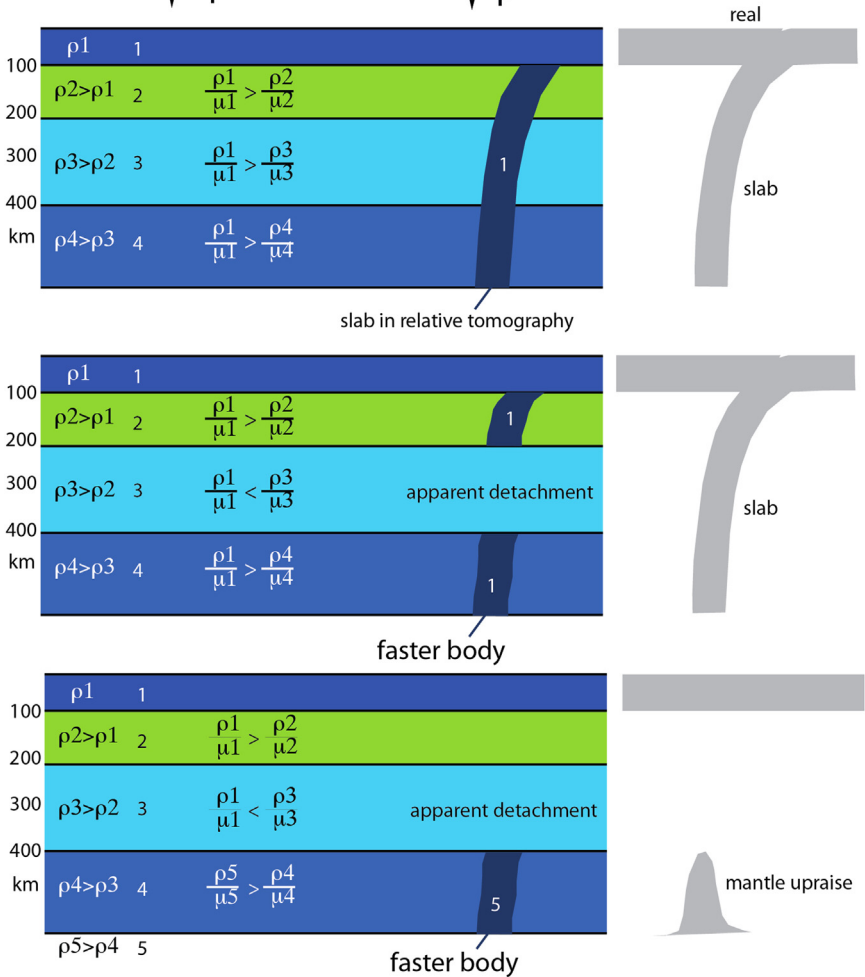 real
ρ1 1
100
ρ2>ρ1 2 ρ1/μ1 > ρ2/μ2
200
300 ρ3>ρ2 3 ρ1/μ1 > ρ3/μ3 1 slab
400
km ρ4>ρ3 4 ρ1/μ1 > ρ4/μ4
slab in relative tomography
ρ1 1
100
ρ2>ρ1 2 ρ1/μ1 > ρ2/μ2 1
200
300 ρ3>ρ2 3 ρ1/μ1 < ρ3/μ3 apparent detachment slab
400
km ρ4>ρ3 4 ρ1/μ1 > ρ4/μ4 1
faster body
ρ1 1
100
ρ2>ρ1 2 ρ1/μ1 > ρ2/μ2
200
300 ρ3>ρ2 3 ρ1/μ1 < ρ3/μ3 apparent detachment
400
km ρ4>ρ3 4 ρ5/μ5 > ρ4/μ4 5 mantle upraise
ρ5>ρ4 5
faster body